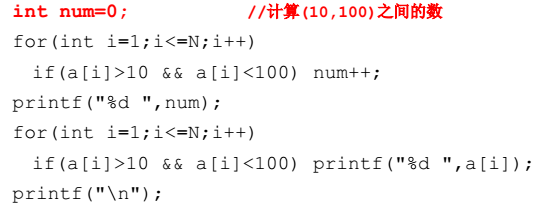 int num=0;                //计算(10,100)之间的数
for(int i=1;i<=N;i++)
  if(a[i]>10 && a[i]<100) num++;
printf("%d ",num);
for(int i=1;i<=N;i++)
  if(a[i]>10 && a[i]<100) printf("%d ",a[i]);
printf("\n");